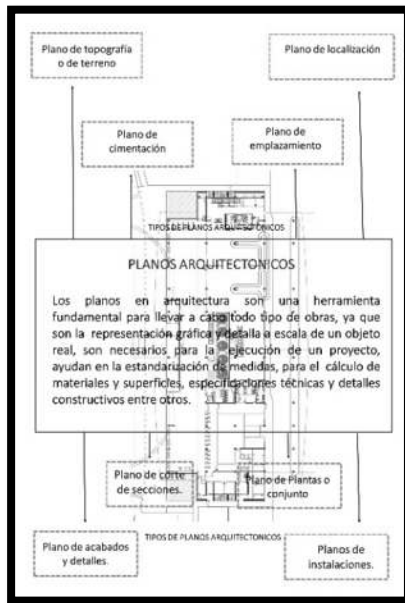 Plano de topografía
o de terreno
Plano de localización
Plano de
cimentación
Plano de
emplazamiento
TIPOS DE PLANOS ARQUITECTONICOS
PLANOS ARQUITECTONICOS
Los planos en arquitectura son una herramienta
fundamental para llevar a cabo todo tipo de obras, ya que
son la representación gráfica y detalla a escala de un objeto
real, son necesarios para la ejecución de un proyecto,
ayudan en la estandarización de medidas, para el cálculo de
materiales y superficies, especificaciones técnicas y detalles
constructivos entre otros.
Plano de corte
de secciones.
Plano de Plantas o
conjunto
Plano de acabados
y detalles.
TIPOS DE PLANOS ARQUITECTONICOS
Planos de
instalaciones.